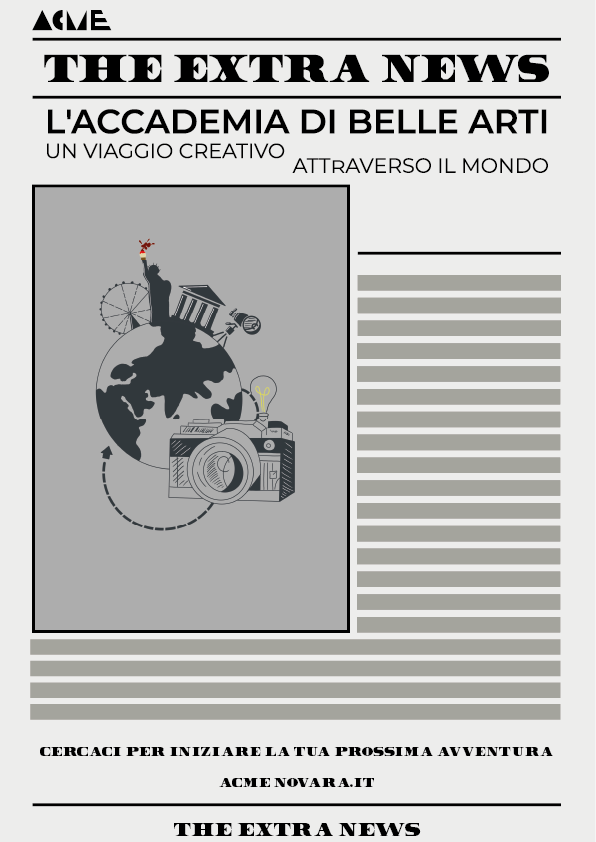 ACME
THE EXTRA NEWS
L'ACCADEMIA DI BELLE ARTI
UN VIAGGIO CREATIVO
ATTrAVERSO IL MONDO
CERCACI PER INIZIARE LA TUA PROSSIMA AVVENTURA
ACME NOVARA.IT
THE EXTRA NEWS